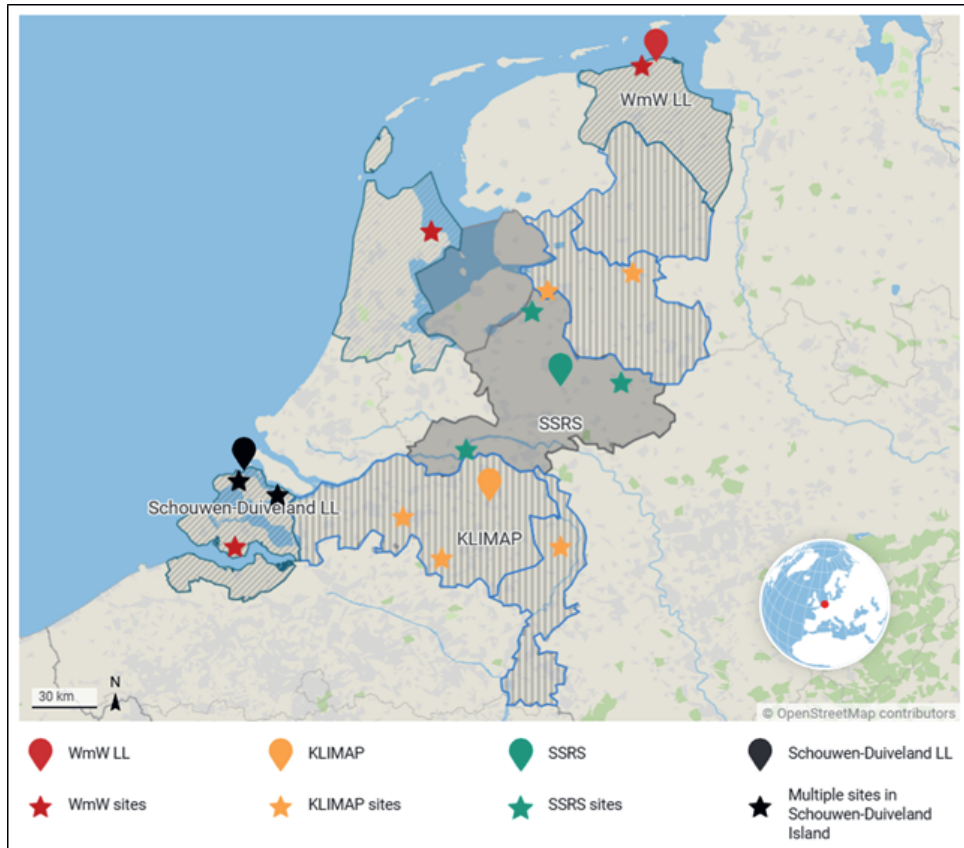 WmW LL
SSRS
Schouwen-Duiveland LL
KLIMAP
30 km
N
© OpenStreetMap contributors
WmW LL
KLIMAP
SSRS
Schouwen-Duiveland LL
WmW sites
KLIMAP sites
SSRS sites
Multiple sites in
Schouwen-Duiveland
Island